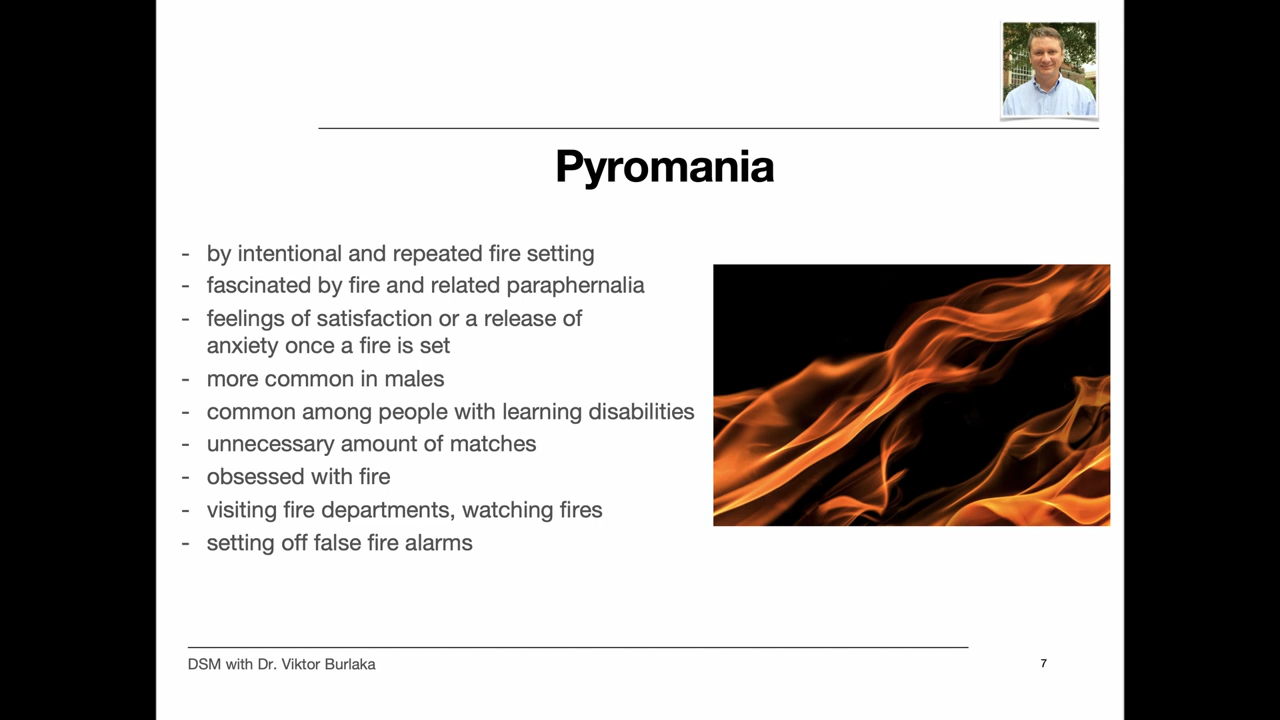 Pyromania
- by intentional and repeated fire setting
- fascinated by fire and related paraphernalia
- feelings of satisfaction or a release of
anxiety once a fire is set
- more common in males
- common among people with learning disabilities
- unnecessary amount of matches
- obsessed with fire
- visiting fire departments, watching fires
- setting off false fire alarms
DSM with Dr. Viktor Burlaka
7